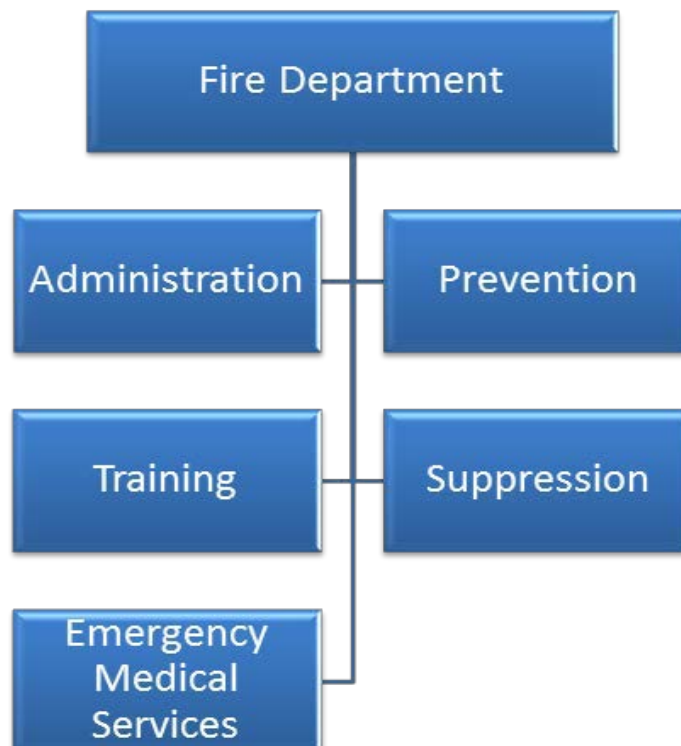 Fire Department
Administration
Prevention
Training
Suppression
Emergency
Medical
Services